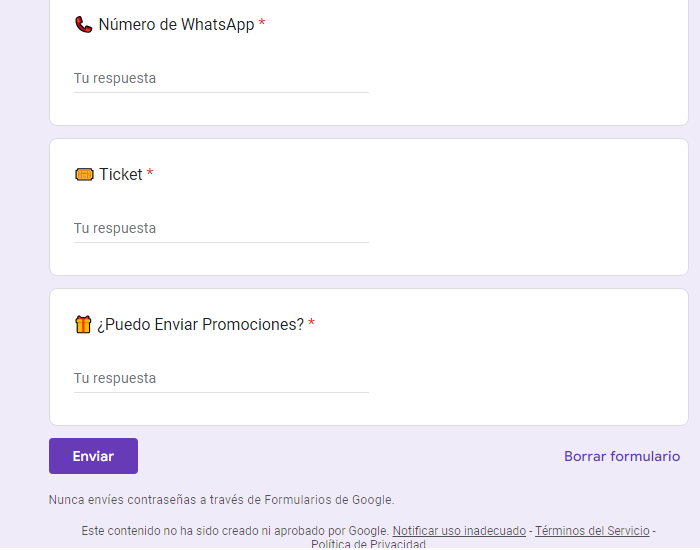 📞 Número de WhatsApp *
Tu respuesta
🎟️ Ticket *
Tu respuesta
🎁 ¿Puedo Enviar Promociones? *
Tu respuesta
Enviar
Borrar formulario
Nunca envíes contraseñas a través de Formularios de Google.
Este contenido no ha sido creado ni aprobado por Google. Notificar uso inadecuado - Términos del Servicio -
Política de Privacidad